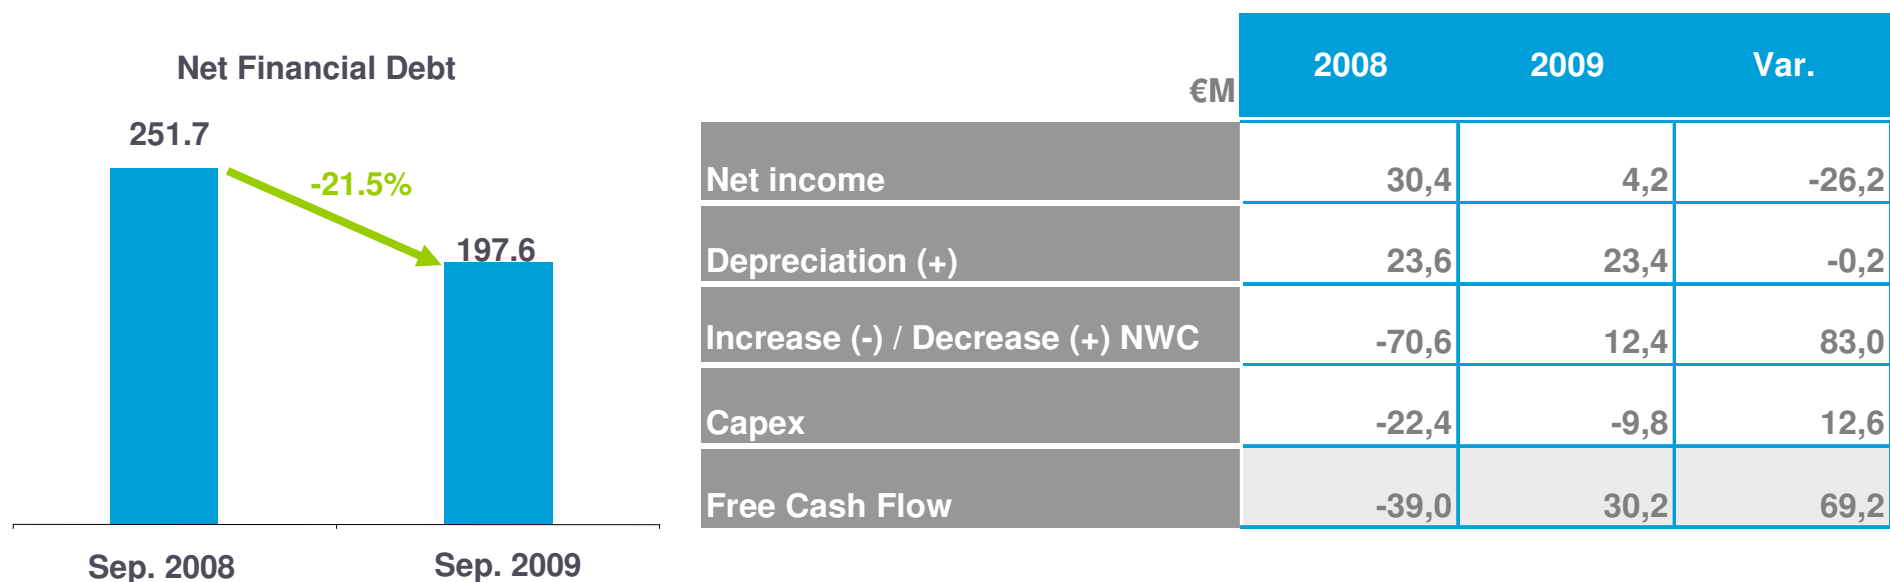 Net Financial Debt
251.7
-21.5%
197.6
Sep. 2008 Sep. 2009
€M 2008 2009 Var.
Net income 30,4 4,2 -26,2
Depreciation (+) 23,6 23,4 -0,2
Increase (-) / Decrease (+) NWC -70,6 12,4 83,0
Capex -22,4 -9,8 12,6
Free Cash Flow -39,0 30,2 69,2